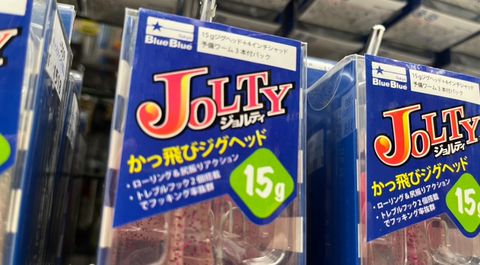 BlueBlue
15gジグヘッド+4インチシャッド
予備ワーム3本付パック
JOLTY
ジョルティ
かっ飛びジグヘッド
・ローリング&尻振りアクション
・トレブルフック2個搭載
でフッキング率抜群
15g
BlueBlue
15gジグヘッド+4インチシャッド
予備ワーム3本付パック
JOLTY
ジョルティ
かっ飛びジグヘッド
・ローリング&尻振りアクション
・トレブルフック2個搭載
でフッキング率抜群
15g